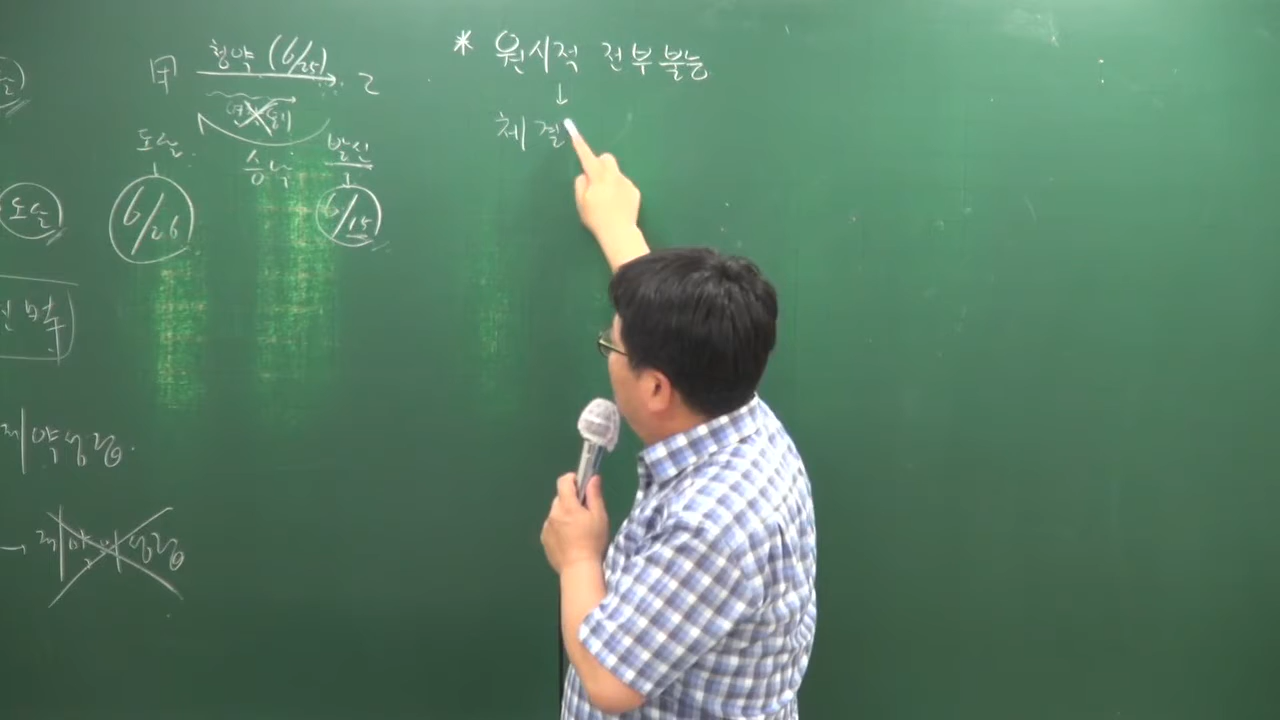 甲 청약 (6/25) 乙
도달 승낙 발신
6/26 6/15
도달
계약성립
* 원시적 전부불능
↓
체결